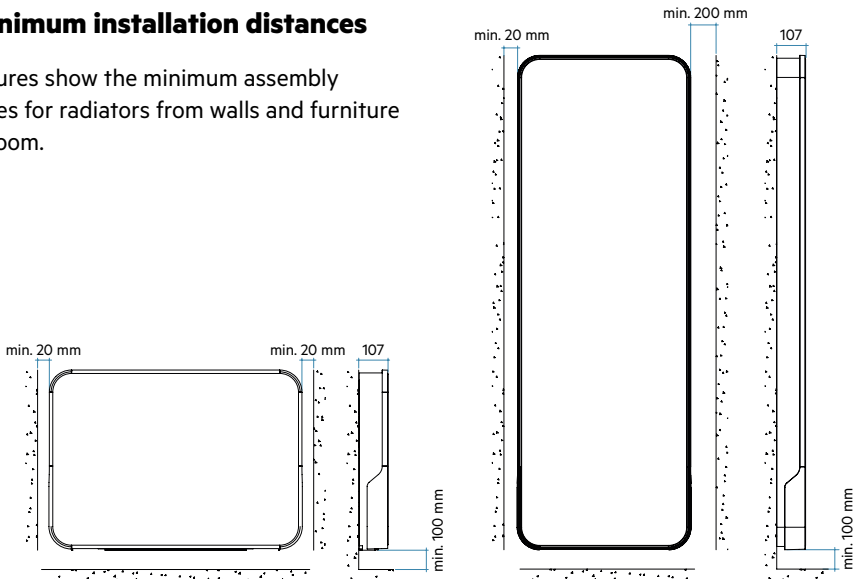 nimum installation distances
ures show the minimum assembly
es for radiators from walls and furniture
oom.
min. 20 mm
min. 200 mm
107
min. 20 mm
min. 20 mm
107
min. 100 mm
min. 100 mm